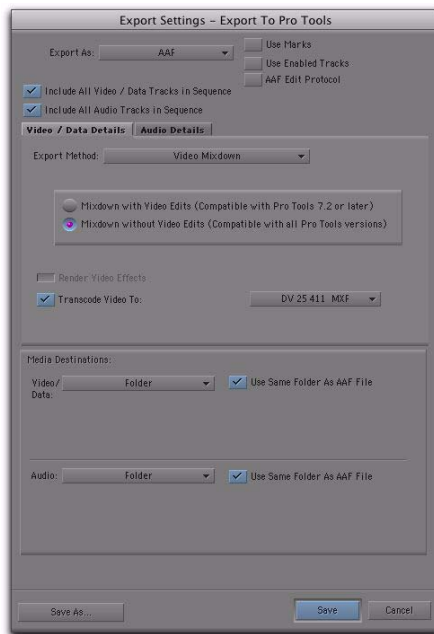 Export Settings - Export To Pro Tools
Export As: AAF
Use Marks
Use Enabled Tracks
AAF Edit Protocol
Include All Video / Data Tracks in Sequence
Include All Audio Tracks in Sequence
Video / Data Details Audio Details
Export Method: Video Mixdown
Mixdown with Video Edits (Compatible with Pro Tools 7.2 or later)
Mixdown without Video Edits (Compatible with all Pro Tools versions)
Render Video Effects
Transcode Video To: DV 25 411 MXF
Media Destinations:
Video/ Folder Use Same Folder As AAF File
Data:
Audio: Folder Use Same Folder As AAF File
Save As... Save Cancel